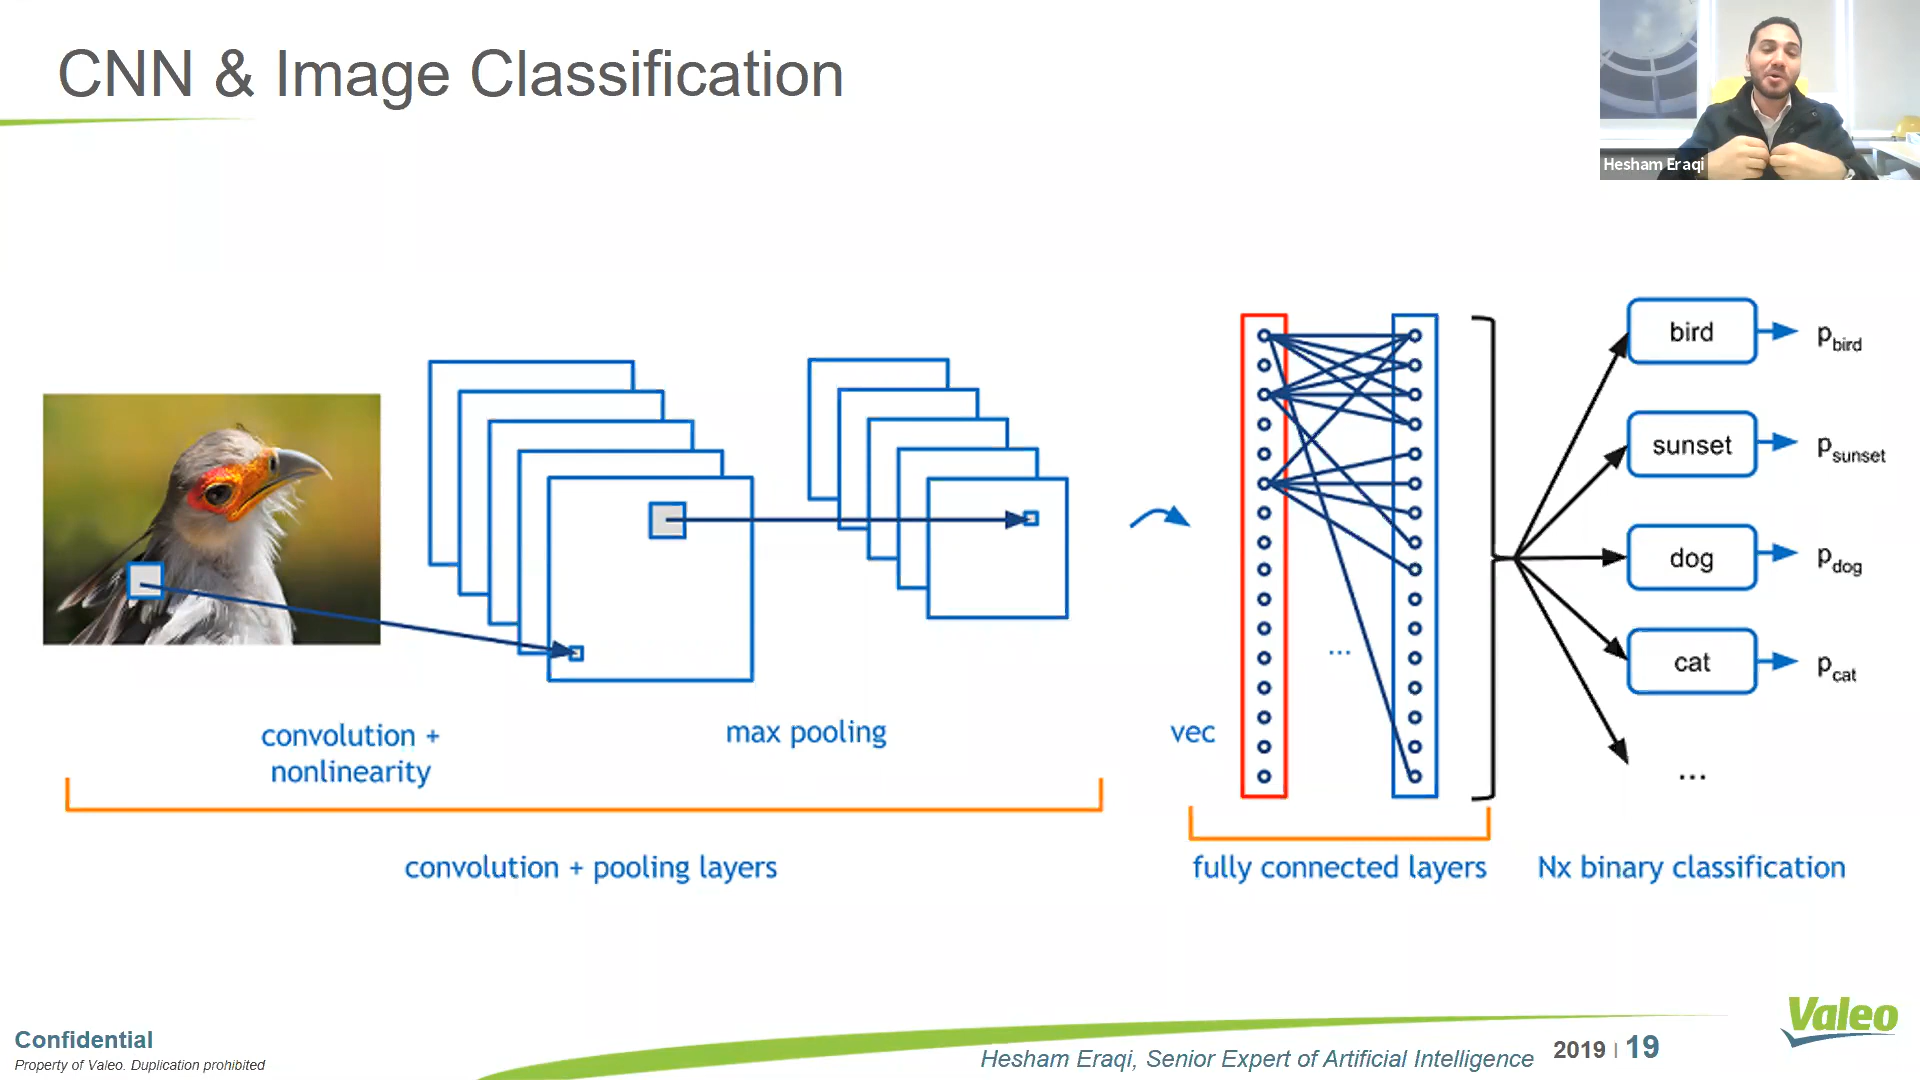 CNN & Image Classification
Hesham Eraqi
bird
p_bird
sunset
p_sunset
dog
p_dog
cat
p_cat
...
...
convolution +
nonlinearity
max pooling
vec
convolution + pooling layers
fully connected layers
Nx binary classification
Confidential
Property of Valeo. Duplication prohibited
Hesham Eraqi, Senior Expert of Artificial Intelligence
2019 | 19
Valeo